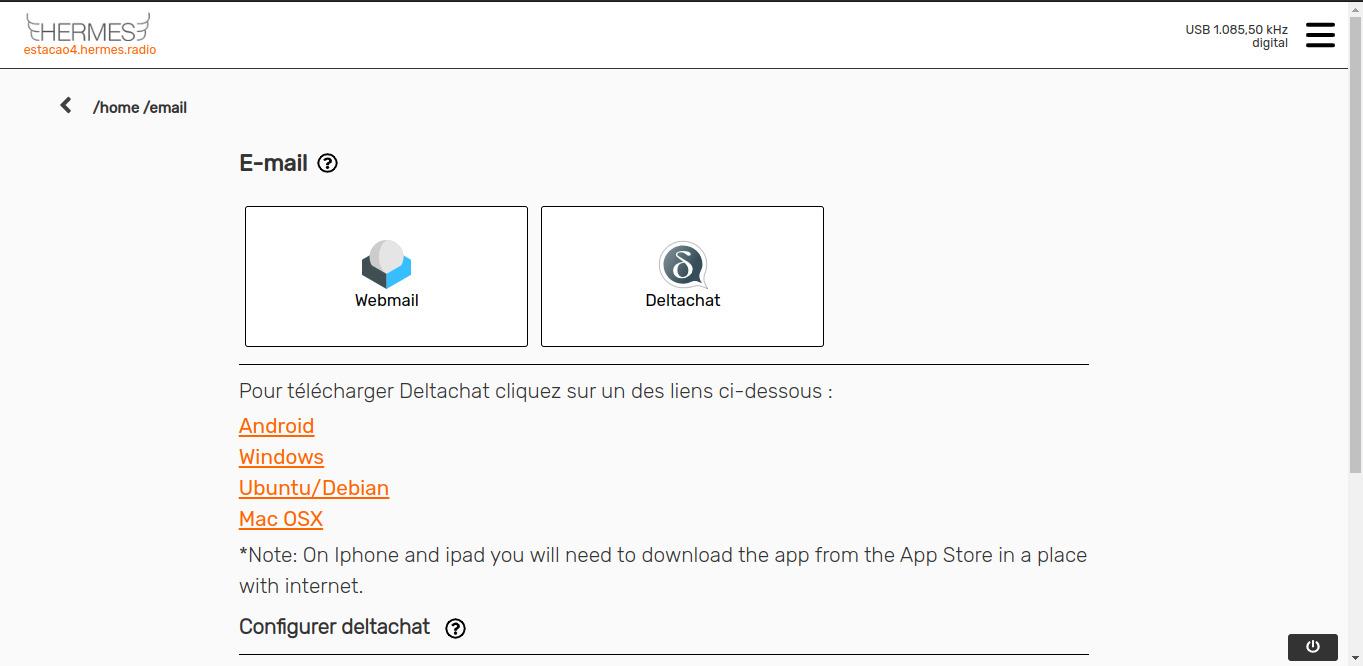 HERMES
estacao4.hermes.radio
USB 1.085,50 kHz
digital
/home /email
E-mail ?
Webmail
δ
Deltachat
Pour télécharger Deltachat cliquez sur un des liens ci-dessous :
Android
Windows
Ubuntu/Debian
Mac OSX
*Note: On Iphone and ipad you will need to download the app from the App Store in a place
with internet.
Configurer deltachat ?